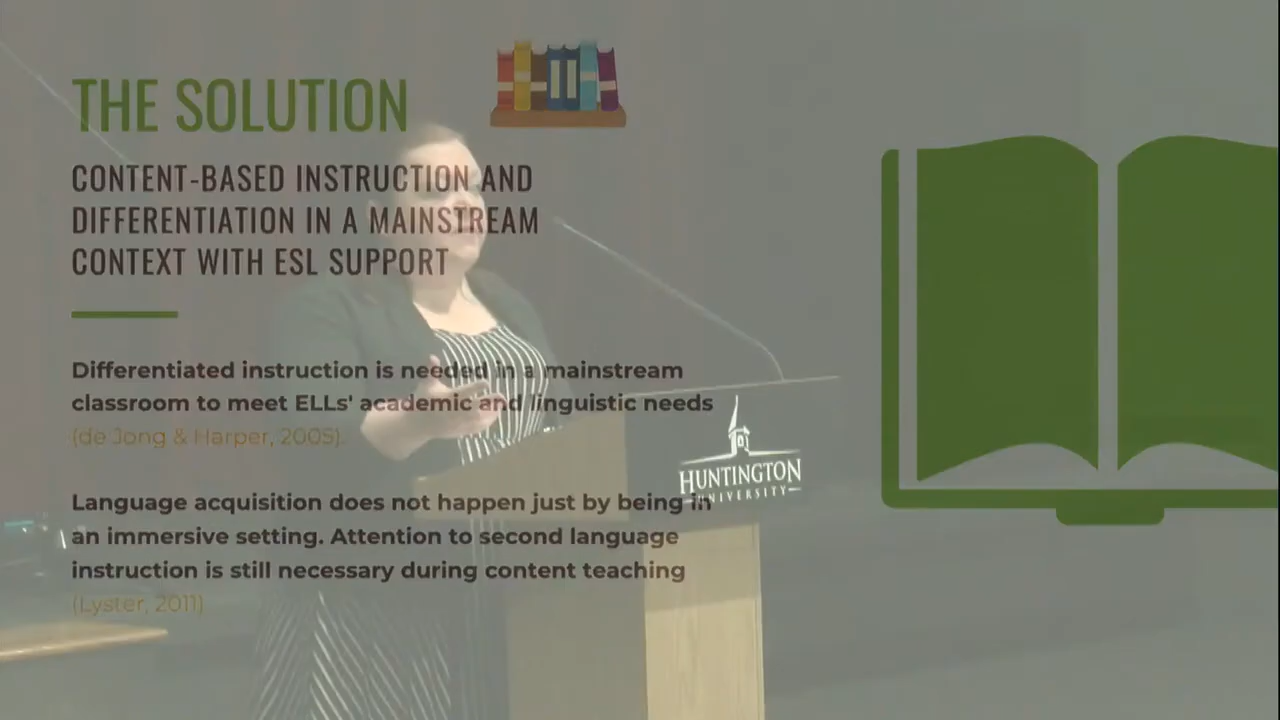 THE SOLUTION
CONTENT-BASED INSTRUCTION AND
DIFFERENTIATION IN A MAINSTREAM
CONTEXT WITH ESL SUPPORT
Differentiated instruction is needed in a mainstream
classroom to meet ELLs' academic and linguistic needs
(de Jong & Harper, 2005).
Language acquisition does not happen just by being in
an immersive setting. Attention to second language
instruction is still necessary during content teaching
(Lyster, 2011)
HUNTINGTON
UNIVERSITY